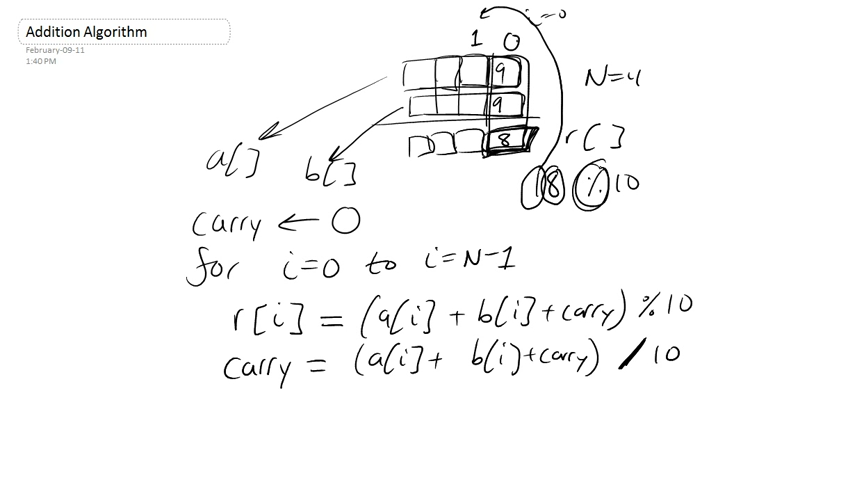 Addition Algorithm
February-09-11
1:40 PM
i=0
1 0
9
N=4
9
8
r[]
a[]
b[]
18 % 10
carry ← 0
for i=0 to i=N-1
r[i] = (a[i] + b[i] + carry) % 10
carry = (a[i] + b[i] + carry) / 10